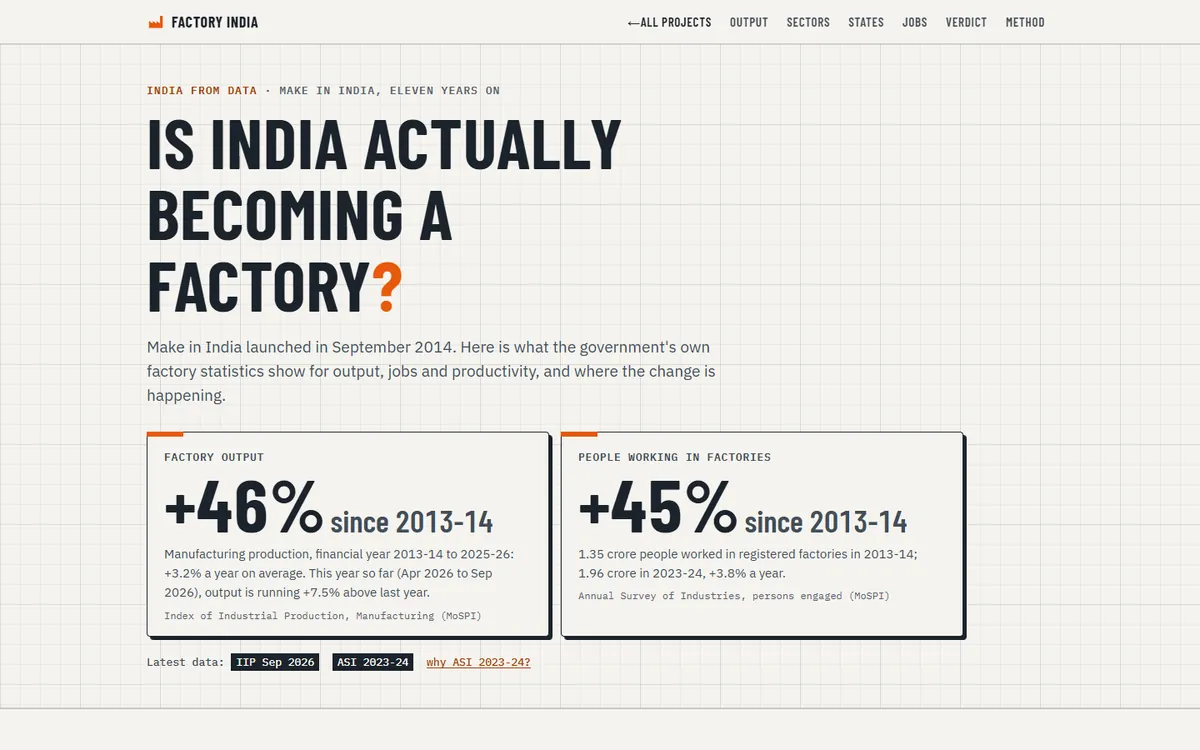 FACTORY INDIA
←ALL PROJECTS OUTPUT SECTORS STATES JOBS VERDICT METHOD
INDIA FROM DATA · MAKE IN INDIA, ELEVEN YEARS ON
IS INDIA ACTUALLY
BECOMING A
FACTORY?
Make in India launched in September 2014. Here is what the government's own
factory statistics show for output, jobs and productivity, and where the change is
happening.
FACTORY OUTPUT
+46% since 2013-14
Manufacturing production, financial year 2013-14 to 2025-26:
+3.2% a year on average. This year so far (Apr 2026 to Sep
2026), output is running +7.5% above last year.
Index of Industrial Production, Manufacturing (MoSPI)
PEOPLE WORKING IN FACTORIES
+45% since 2013-14
1.35 crore people worked in registered factories in 2013-14;
1.96 crore in 2023-24, +3.8% a year.
Annual Survey of Industries, persons engaged (MoSPI)
Latest data: IIP Sep 2026 ASI 2023-24 why ASI 2023-24?